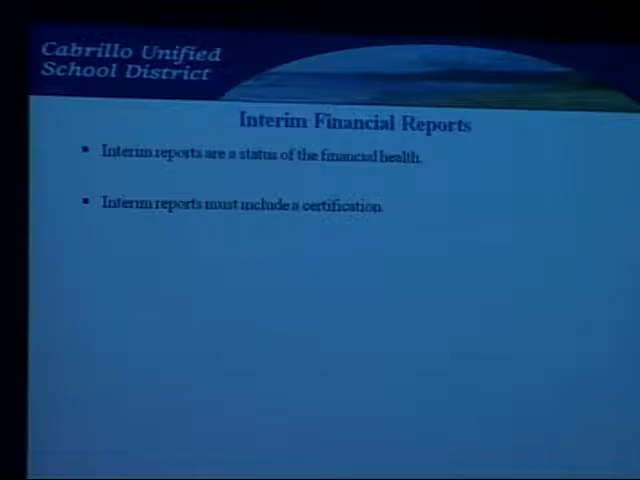 Cabrillo Unified
School District
Interim Financial Reports
Interim reports are a status of the financial health.
Interim reports must include a certification.